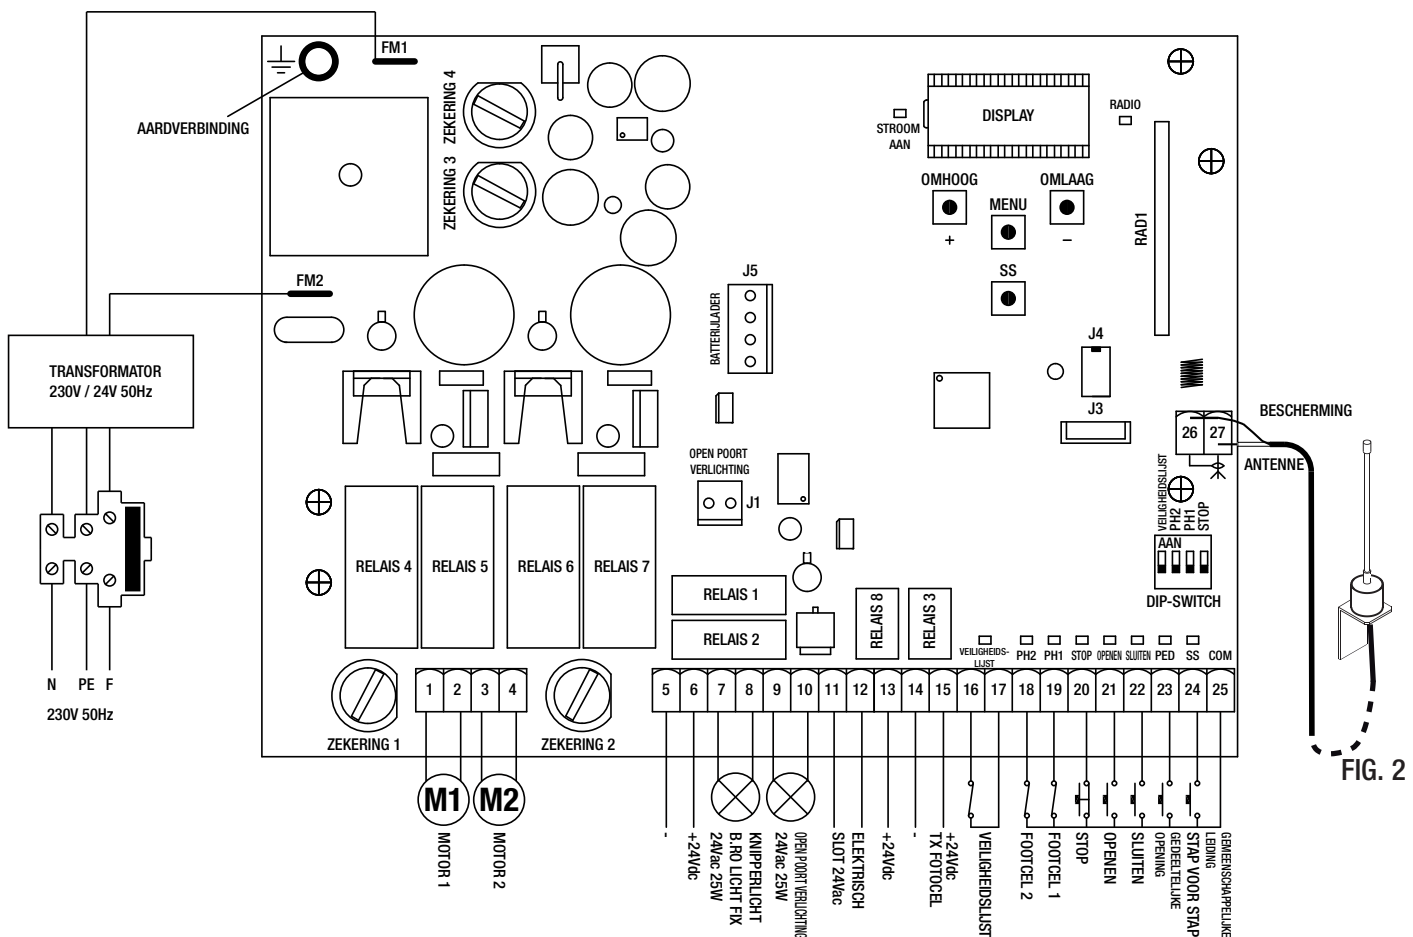 FM1
AARDVERBINDING
ZEKERING 4
ZEKERING 3
STROOM
AAN
DISPLAY
RADIO
OMHOOG
OMLAAG
MENU
+
–
SS
RAD1
FM2
J5
BATTERIJLADER
TRANSFORMATOR
230V / 24V 50Hz
J4
J3
BESCHERMING
26
27
ANTENNE
OPEN POORT
VERLICHTING
J1
VEILIGHEIDSLIJST
PH2
PH1
STOP
AAN
DIP-SWITCH
RELAIS 4
RELAIS 5
RELAIS 6
RELAIS 7
RELAIS 1
RELAIS 2
RELAIS 8
RELAIS 3
N
PE
F
230V 50Hz
VEILIGHEIDS-
LIJST
PH2
PH1
STOP
OPENEN
SLUITEN
PED
SS
COM
1
2
3
4
5
6
7
8
9
10
11
12
13
14
15
16
17
18
19
20
21
22
23
24
25
ZEKERING 1
ZEKERING 2
M1
M2
MOTOR 1
MOTOR 2
-
+24Vdc
KNIPPERLICHT
B.RO LICHT FIX
24Vac 25W
OPEN POORT VERLICHTING
24Vac 25W
ELEKTRISCH
SLOT 24Vac
+24Vdc
-
+24Vdc
TX FOTOCEL
VEILIGHEIDSLIJST
FOOTCEL 2
FOOTCEL 1
STOP
OPENEN
SLUITEN
GEDEELTELIJKE
OPENING
STAP VOOR STAP
GEMEENSCHAPPELIJKE
LEIDING
FIG. 2